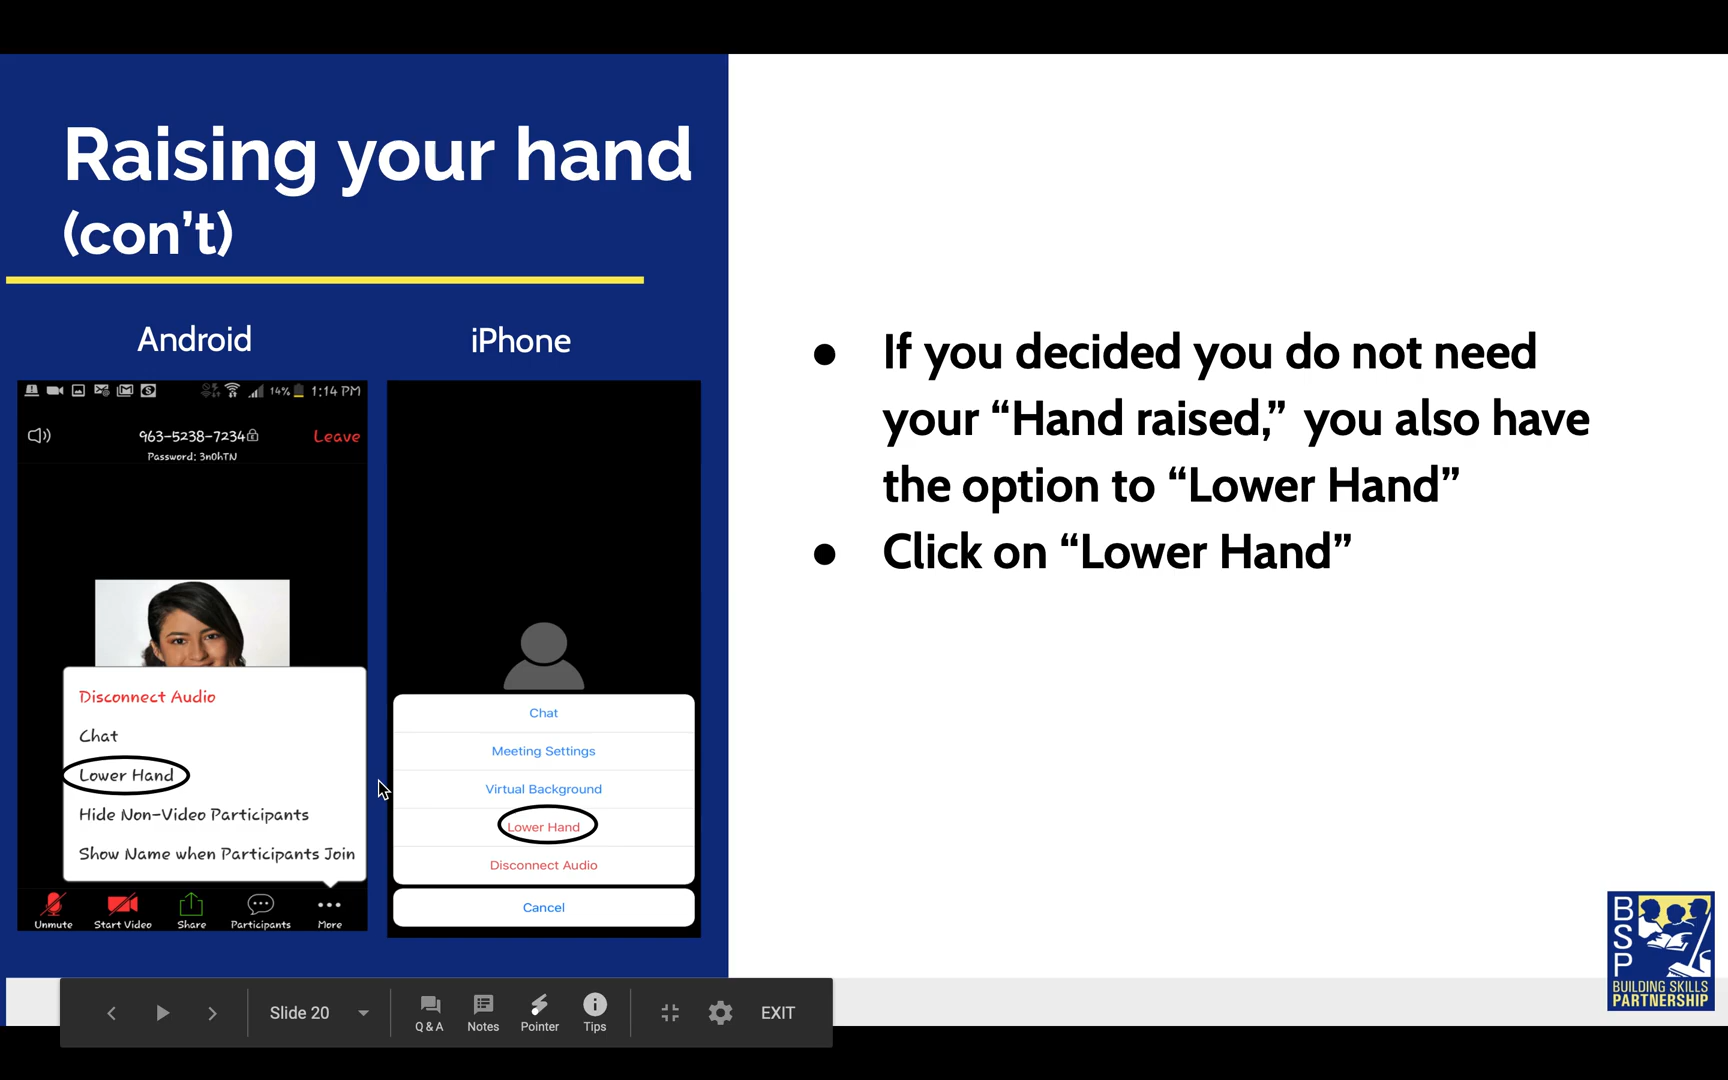 Raising your hand
(con't)
Android
iPhone
14% 1:14 PM
963-5238-7234
Leave
Password: 3n0hTN
Disconnect Audio
Chat
Lower Hand
Hide Non-Video Participants
Show Name when Participants Join
Unmute
Start Video
Share
Participants
More
Chat
Meeting Settings
Virtual Background
Lower Hand
Disconnect Audio
Cancel
● If you decided you do not need
your “Hand raised,” you also have
the option to “Lower Hand”
● Click on “Lower Hand”
BSP
BUILDING SKILLS
PARTNERSHIP
Slide 20
Q & A
Notes
Pointer
Tips
EXIT